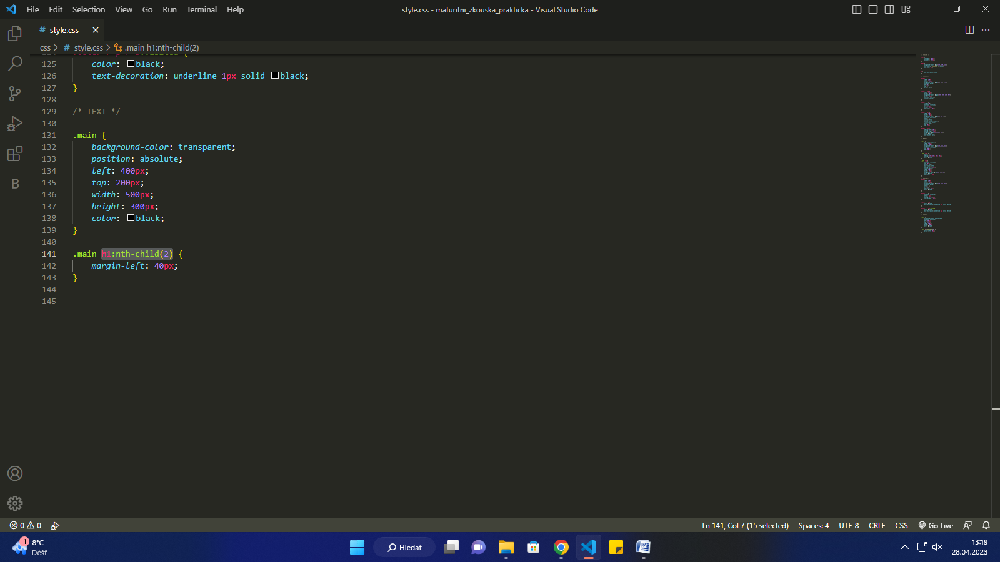 File Edit Selection View Go Run Terminal Help
style.css - maturitni_zkouska_prakticka - Visual Studio Code
# style.css
css > # style.css > .main h1:nth-child(2)
125 color: black;
126 text-decoration: underline 1px solid black;
127 }
128
129 /* TEXT */
130
131 .main {
132 background-color: transparent;
133 position: absolute;
134 left: 400px;
135 top: 200px;
136 width: 500px;
137 height: 300px;
138 color: black;
139 }
140
141 .main h1:nth-child(2) {
142 margin-left: 40px;
143 }
144
145
B
0 0
Ln 141, Col 7 (15 selected) Spaces: 4 UTF-8 CRLF CSS Go Live
1
8°C
Déšť
Hledat
13:19
28.04.2023